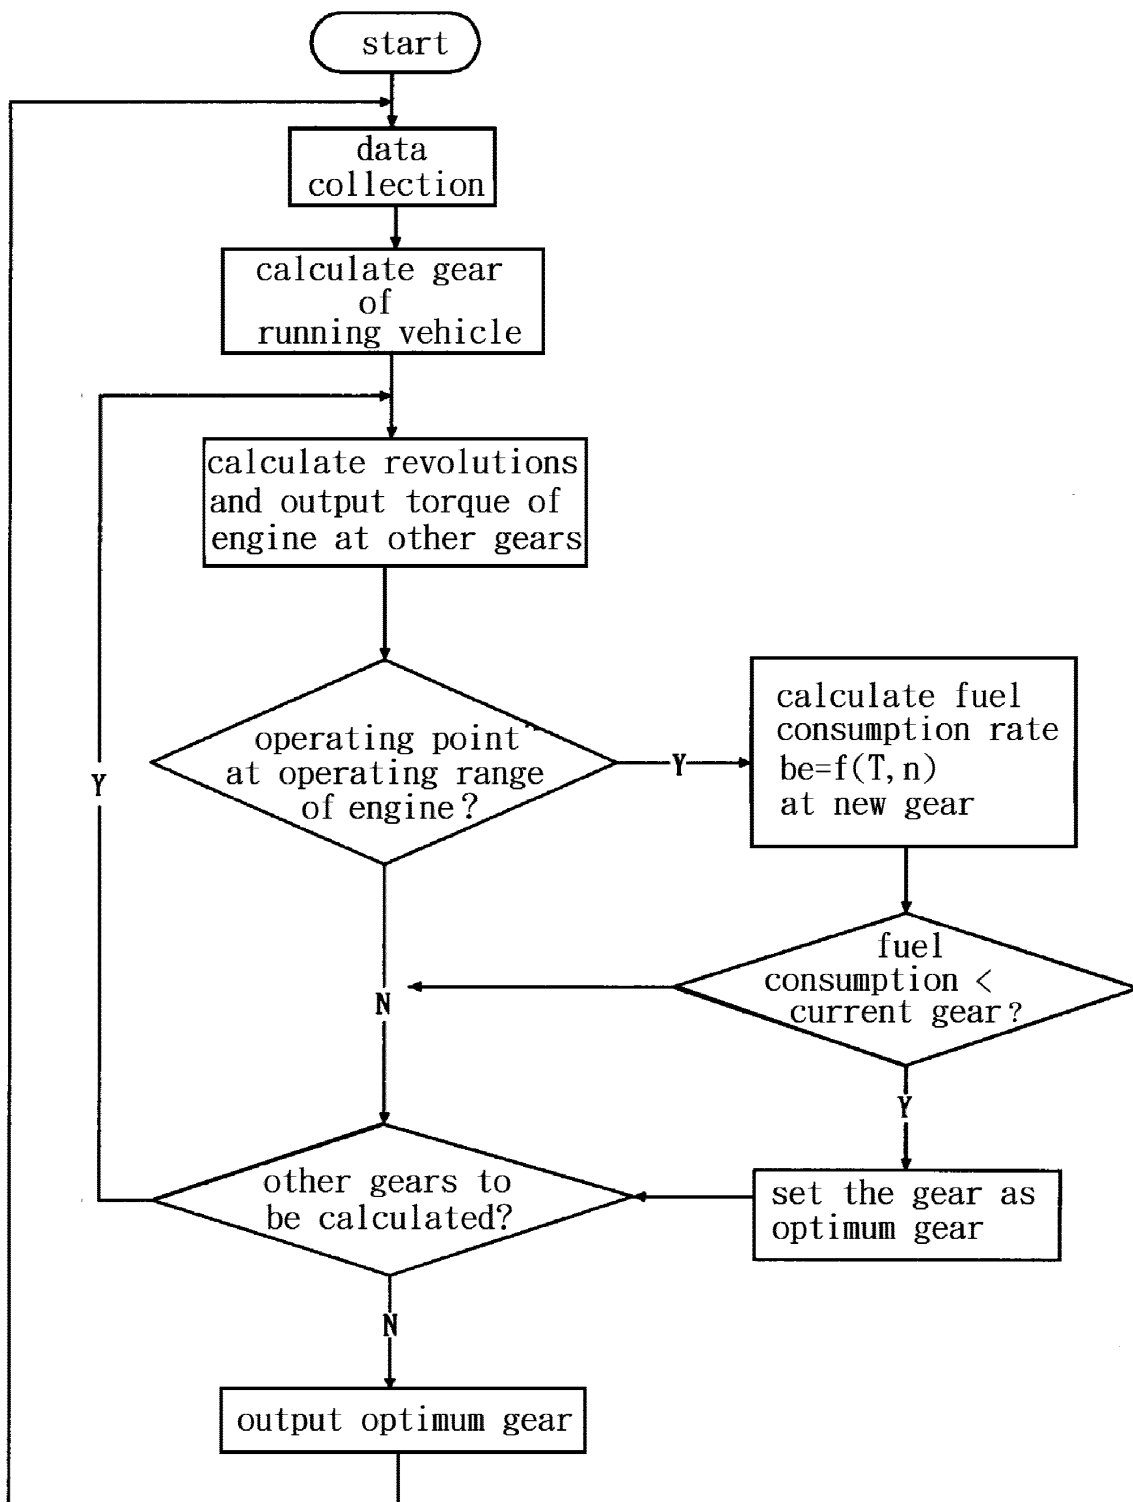 start
data
collection
calculate gear
of
running vehicle
calculate revolutions
and output torque of
engine at other gears
operating point
at operating range
of engine?
Y
calculate fuel
consumption rate
be=f(T,n)
at new gear
Y
fuel
consumption <
current gear?
N
Y
other gears to
be calculated?
set the gear as
optimum gear
N
output optimum gear